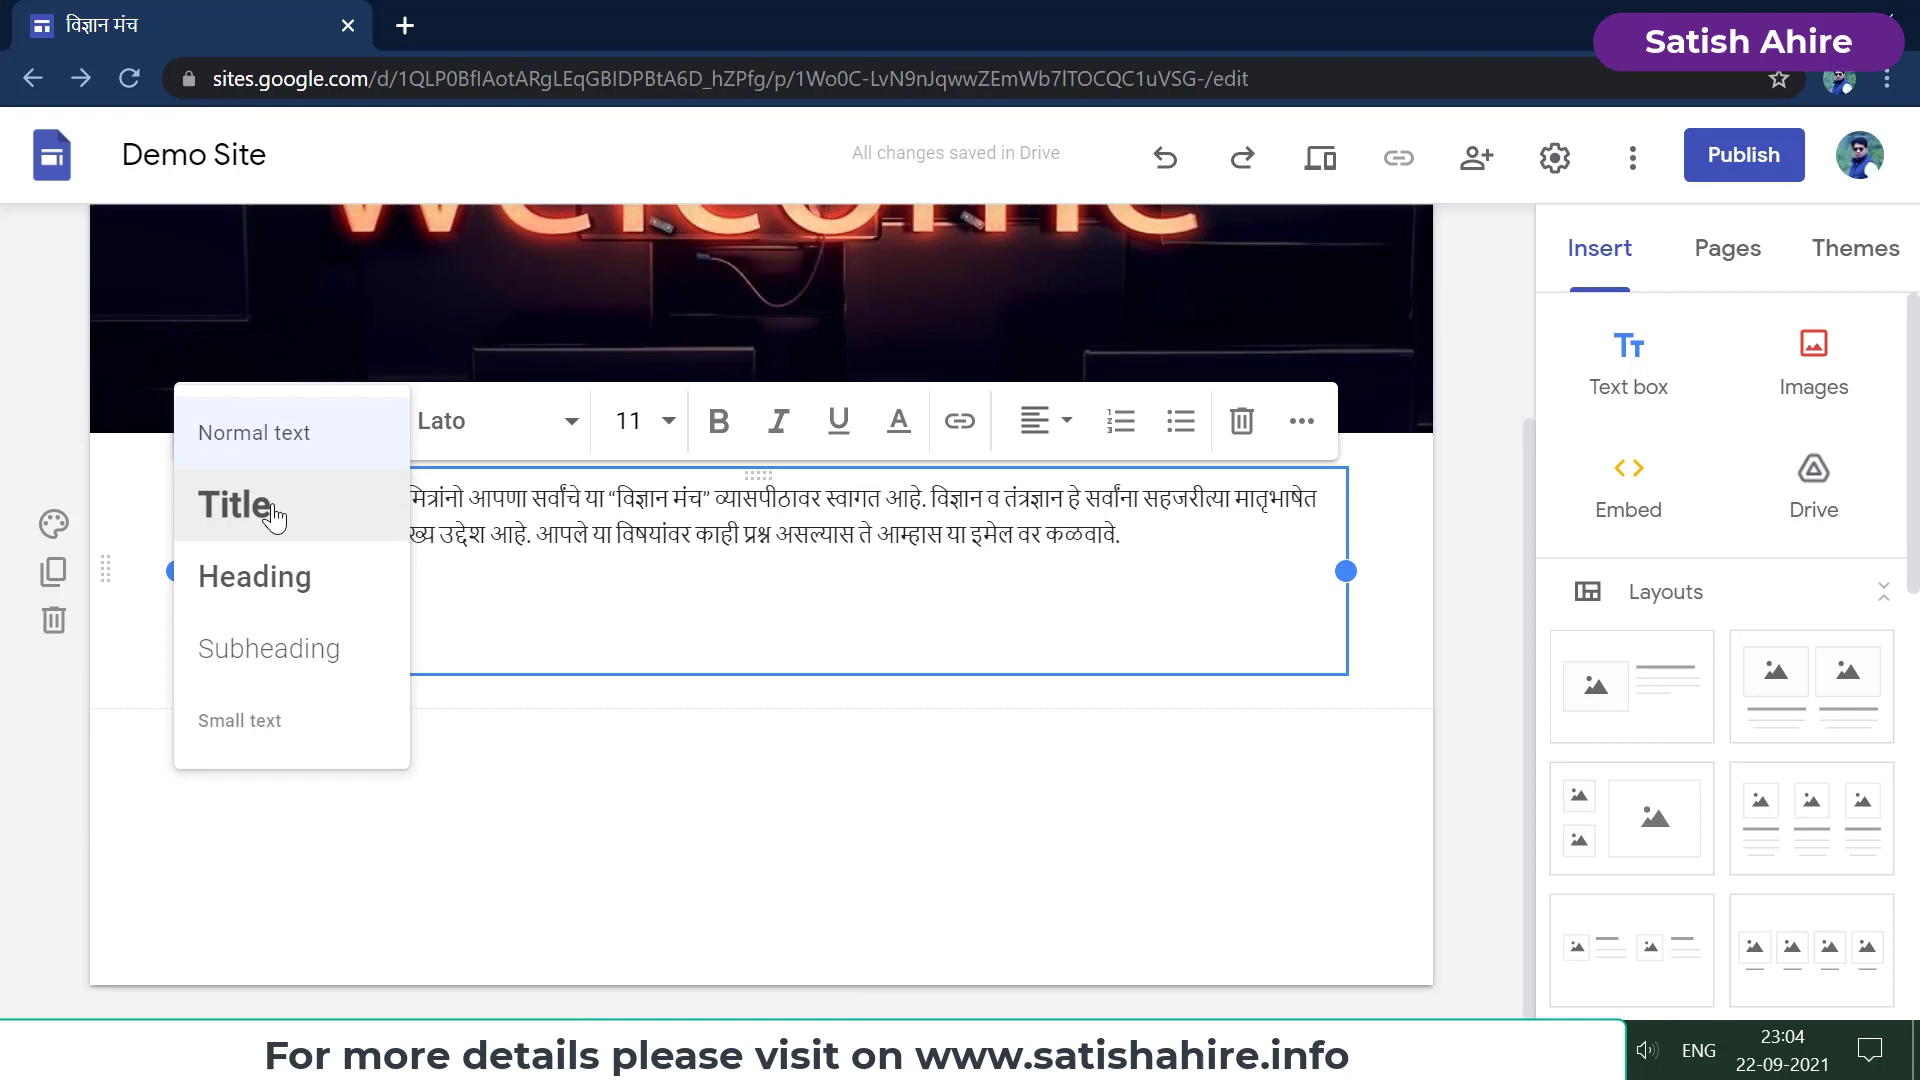 विज्ञान मंच
Satish Ahire
sites.google.com/d/1QLP0BfIAotARgLEqGBIDPBtA6D_hZPfg/p/1Wo0C-LvN9nJqwwZEmWb7lTOCQC1uVSG-/edit
Demo Site
All changes saved in Drive
Publish
welcome
Insert
Pages
Themes
Text box
Images
Embed
Drive
Layouts
Normal text
Title
Heading
Subheading
Small text
Lato
11
मित्रांनो आपणा सर्वांचे या “विज्ञान मंच” व्यासपीठावर स्वागत आहे. विज्ञान व तंत्रज्ञान हे सर्वांना सहजरीत्या मातृभाषेत
उद्देश आहे. आपले या विषयांवर काही प्रश्न असल्यास ते आम्हास या इमेल वर कळवावे.
For more details please visit on www.satishahire.info
ENG
23:04
22-09-2021